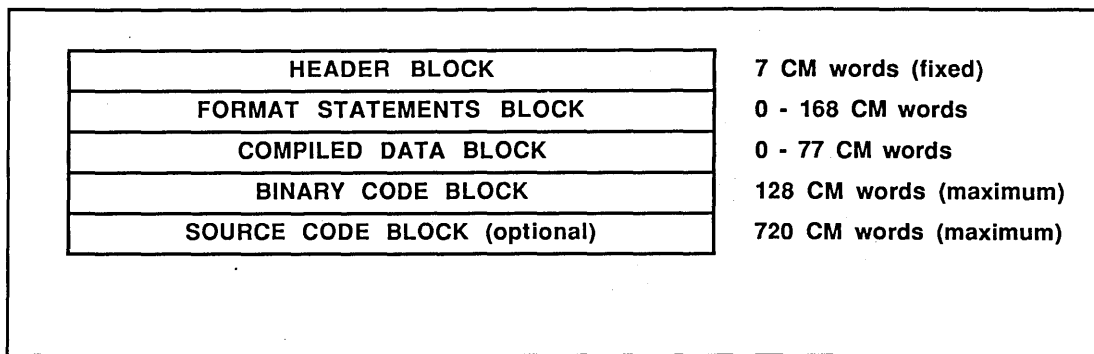 HEADER BLOCK 7 CM words (fixed)
FORMAT STATEMENTS BLOCK 0 - 168 CM words
COMPILED DATA BLOCK 0 - 77 CM words
BINARY CODE BLOCK 128 CM words (maximum)
SOURCE CODE BLOCK (optional) 720 CM words (maximum)